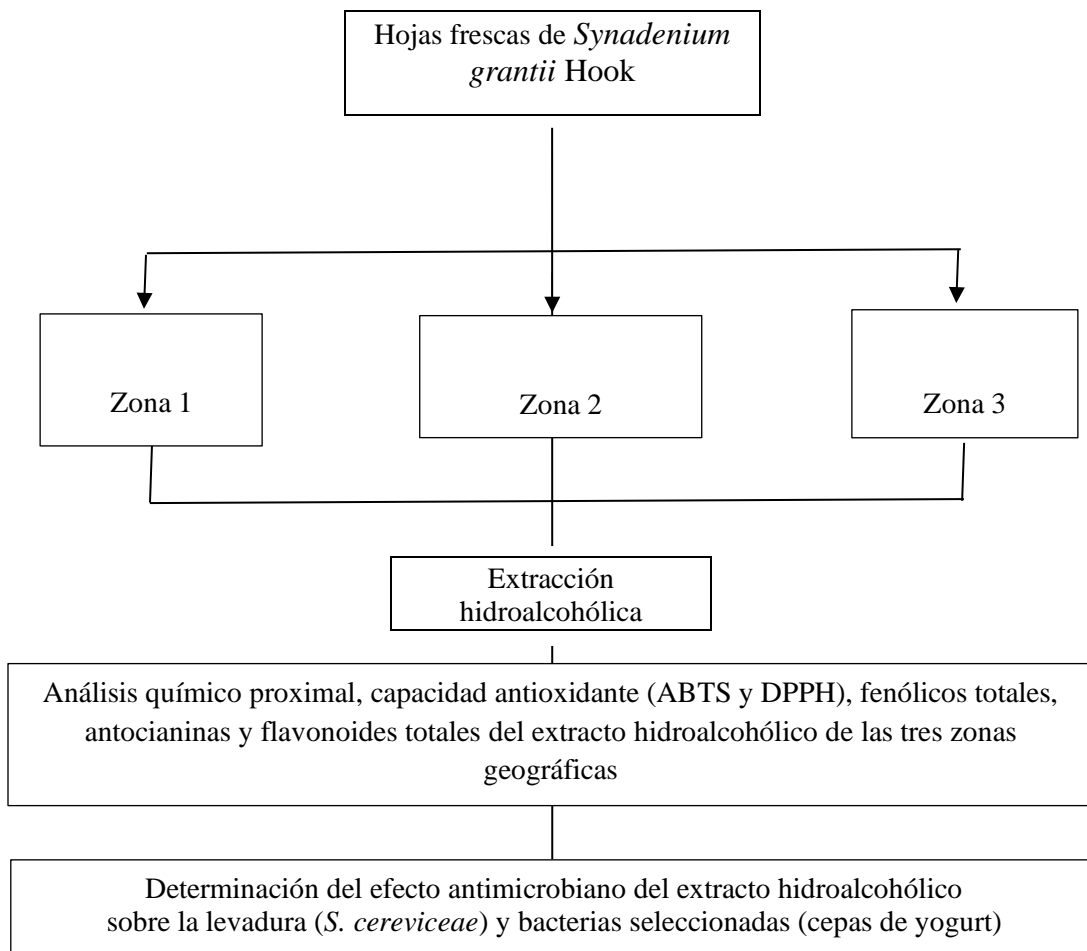 Hojas frescas de Synadenium
grantii Hook
Zona 1
Zona 2
Zona 3
Extracción
hidroalcohólica
Análisis químico proximal, capacidad antioxidante (ABTS y DPPH), fenólicos totales,
antocianinas y flavonoides totales del extracto hidroalcohólico de las tres zonas
geográficas
Determinación del efecto antimicrobiano del extracto hidroalcohólico
sobre la levadura (S. cereviceae) y bacterias seleccionadas (cepas de yogurt)